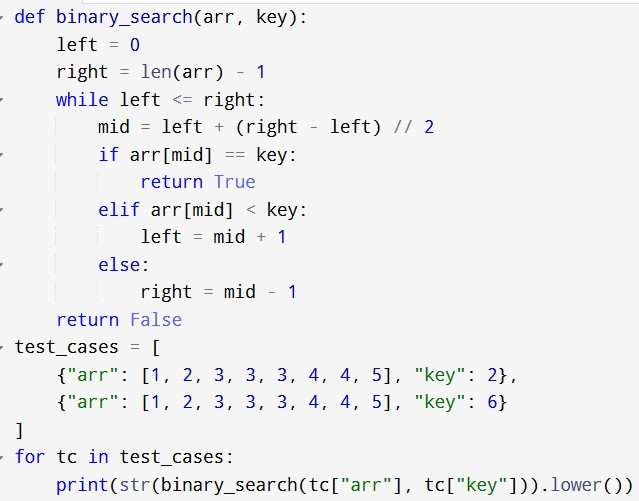 def binary_search(arr, key):
    left = 0
    right = len(arr) - 1
    while left <= right:
        mid = left + (right - left) // 2
        if arr[mid] == key:
            return True
        elif arr[mid] < key:
            left = mid + 1
        else:
            right = mid - 1
    return False
test_cases = [
    {"arr": [1, 2, 3, 3, 3, 4, 4, 5], "key": 2},
    {"arr": [1, 2, 3, 3, 3, 4, 4, 5], "key": 6}
]
for tc in test_cases:
    print(str(binary_search(tc["arr"], tc["key"])).lower())